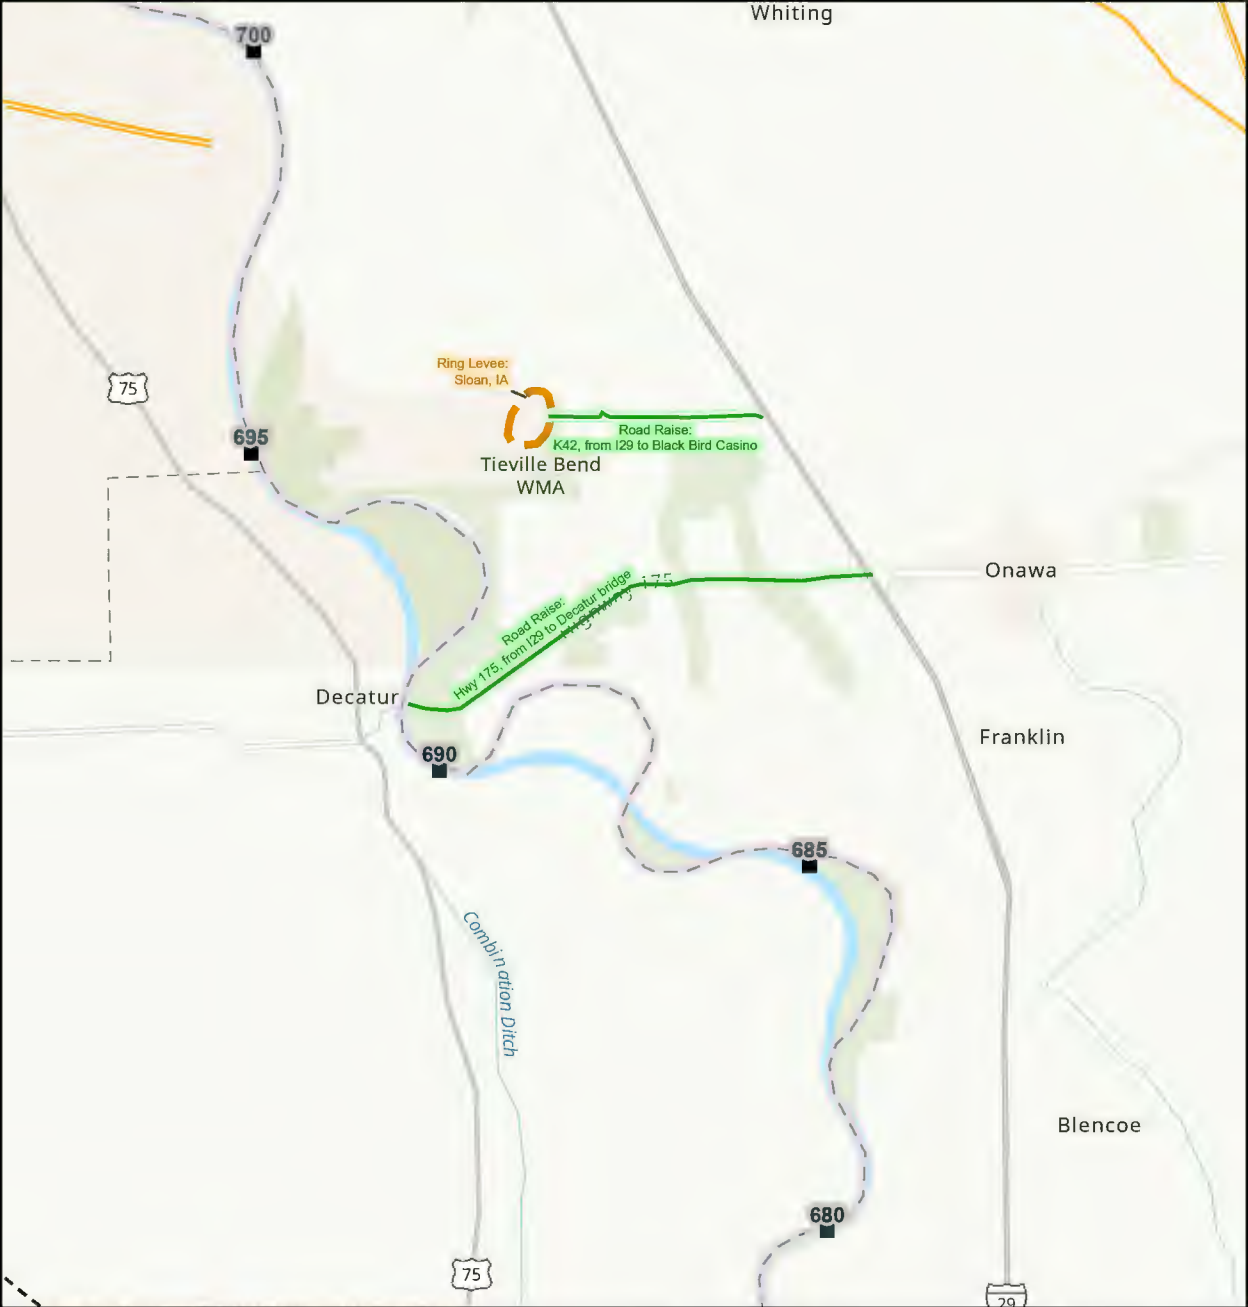 Whiting
700
75
Ring Levee:
Sloan, IA
Road Raise:
K42, from I29 to Black Bird Casino
695
Tieville Bend
WMA
Onawa
175
Road Raise:
Hwy 175, from I29 to Decatur bridge
Decatur
Franklin
690
685
Combination Ditch
Blencoe
680
75
29